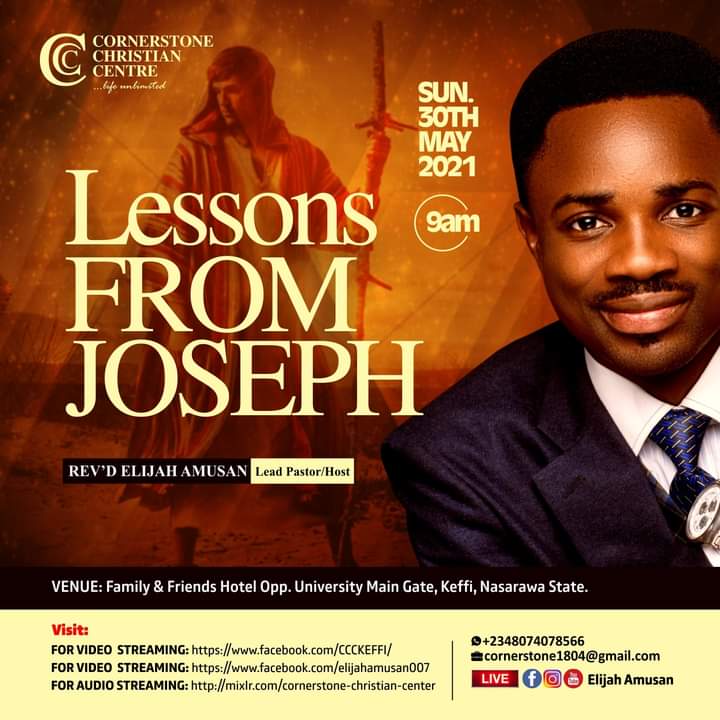 CCC
CORNERSTONE
CHRISTIAN
CENTRE
...life unlimited
SUN.
30TH
MAY
2021
9am
Lessons
FROM
JOSEPH
REV'D ELIJAH AMUSAN Lead Pastor/Host
VENUE: Family & Friends Hotel Opp. University Main Gate, Keffi, Nasarawa State.
Visit:
FOR VIDEO STREAMING: https://www.facebook.com/CCCKEFFI/
FOR VIDEO STREAMING: https://www.facebook.com/elijahamusan007
FOR AUDIO STREAMING: http://mixlr.com/cornerstone-christian-center
+2348074078566
cornerstone1804@gmail.com
LIVE Elijah Amusan